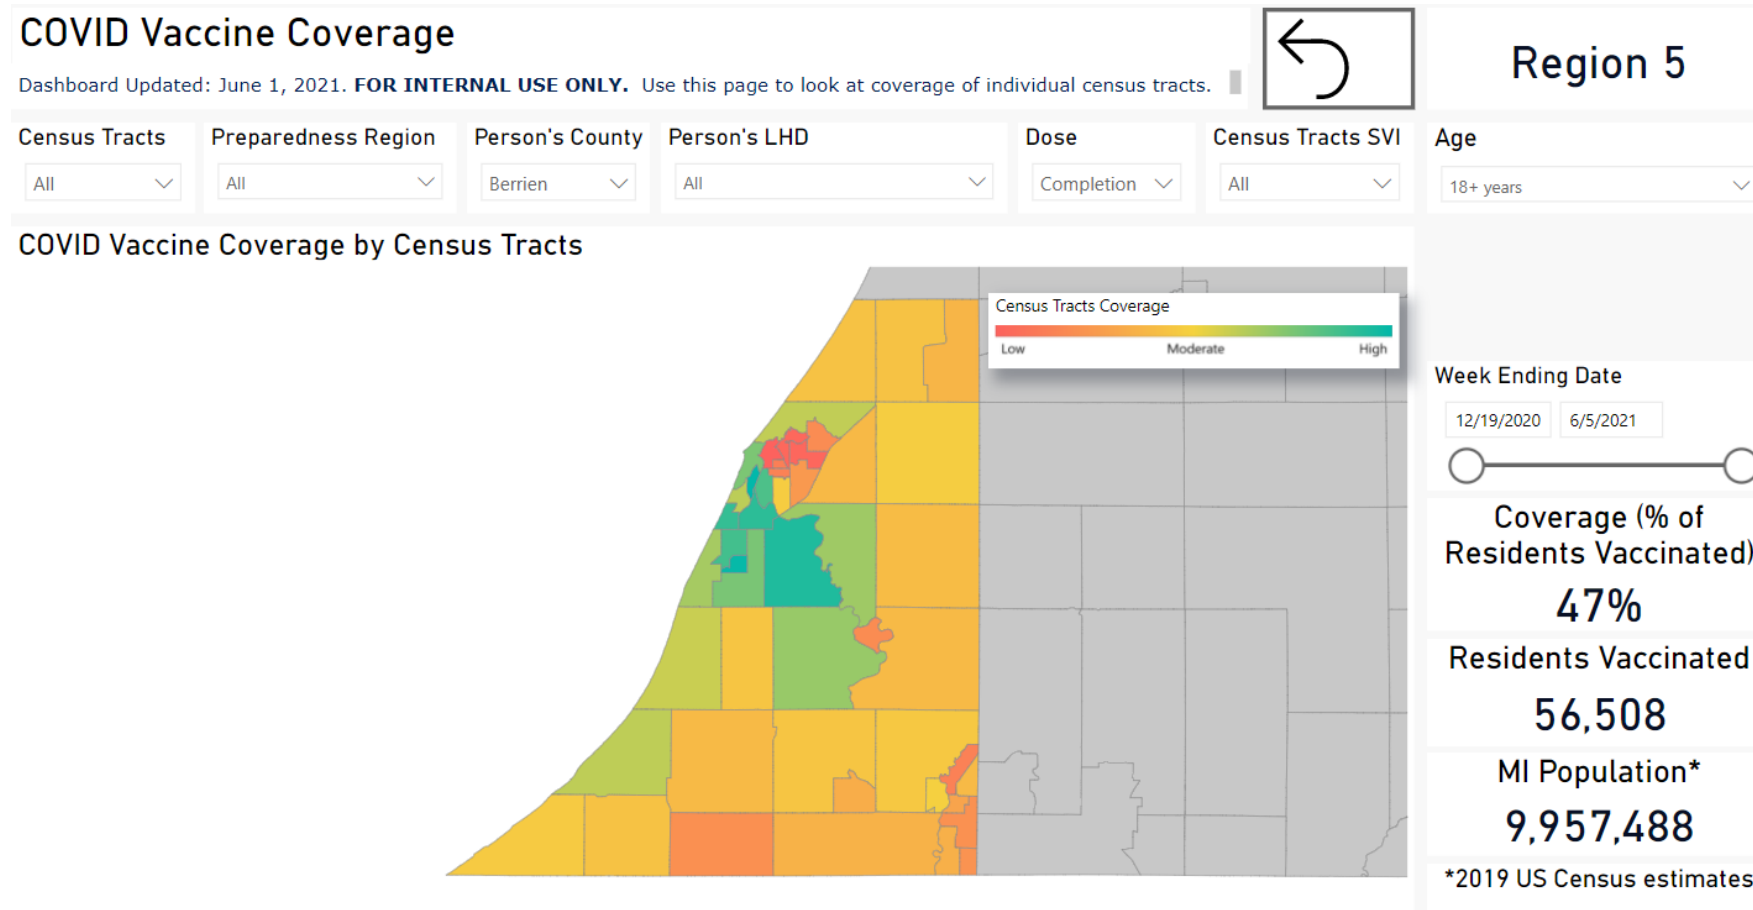 COVID Vaccine Coverage
Region 5
Dashboard Updated: June 1, 2021. FOR INTERNAL USE ONLY. Use this page to look at coverage of individual census tracts.
Census Tracts
Preparedness Region
Person's County
Person's LHD
Dose
Census Tracts SVI
Age
All
All
Berrien
All
Completion
All
18+ years
COVID Vaccine Coverage by Census Tracts
Census Tracts Coverage
Low
Moderate
High
Week Ending Date
12/19/2020
6/5/2021
Coverage (% of
Residents Vaccinated)
47%
Residents Vaccinated
56,508
MI Population*
9,957,488
*2019 US Census estimates